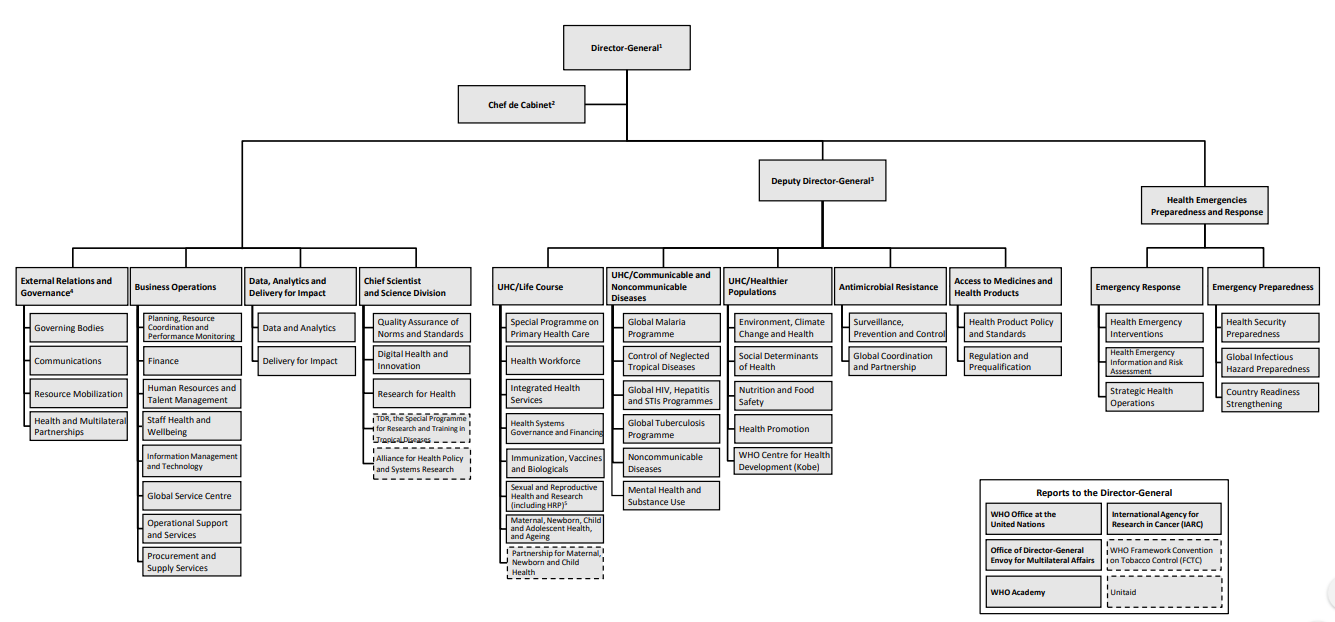 Director-General¹
Chef de Cabinet²
Deputy Director-General³
Health Emergencies
Preparedness and Response
External Relations and
Governance⁴
Governing Bodies
Communications
Resource Mobilization
Health and Multilateral
Partnerships
Business Operations
Planning, Resource
Coordination and
Performance Monitoring
Finance
Human Resources and
Talent Management
Staff Health and
Wellbeing
Information Management
and Technology
Global Service Centre
Operational Support
and Services
Procurement and
Supply Services
Data, Analytics and
Delivery for Impact
Data and Analytics
Delivery for Impact
Chief Scientist
and Science Division
Quality Assurance of
Norms and Standards
Digital Health and
Innovation
Research for Health
TDR, the Special Programme
for Research and Training in
Tropical Diseases
Alliance for Health Policy
and Systems Research
UHC/Life Course
Special Programme on
Primary Health Care
Health Workforce
Integrated Health
Services
Health Systems
Governance and Financing
Immunization, Vaccines
and Biologicals
Sexual and Reproductive
Health and Research
(including HRP)⁵
Maternal, Newborn, Child
and Adolescent Health,
and Ageing
Partnership for Maternal,
Newborn and Child
Health
UHC/Communicable and
Noncommunicable
Diseases
Global Malaria
Programme
Control of Neglected
Tropical Diseases
Global HIV, Hepatitis
and STIs Programmes
Global Tuberculosis
Programme
Noncommunicable
Diseases
Mental Health and
Substance Use
UHC/Healthier
Populations
Environment, Climate
Change and Health
Social Determinants
of Health
Nutrition and Food
Safety
Health Promotion
WHO Centre for Health
Development (Kobe)
Antimicrobial Resistance
Surveillance,
Prevention and Control
Global Coordination
and Partnership
Access to Medicines and
Health Products
Health Product Policy
and Standards
Regulation and
Prequalification
Emergency Response
Health Emergency
Interventions
Health Emergency
Information and Risk
Assessment
Strategic Health
Operations
Emergency Preparedness
Health Security
Preparedness
Global Infectious
Hazard Preparedness
Country Readiness
Strengthening
Reports to the Director-General
WHO Office at the
United Nations
International Agency for
Research in Cancer (IARC)
Office of Director-General
Envoy for Multilateral Affairs
WHO Framework Convention
on Tobacco Control (FCTC)
WHO Academy
Unitaid